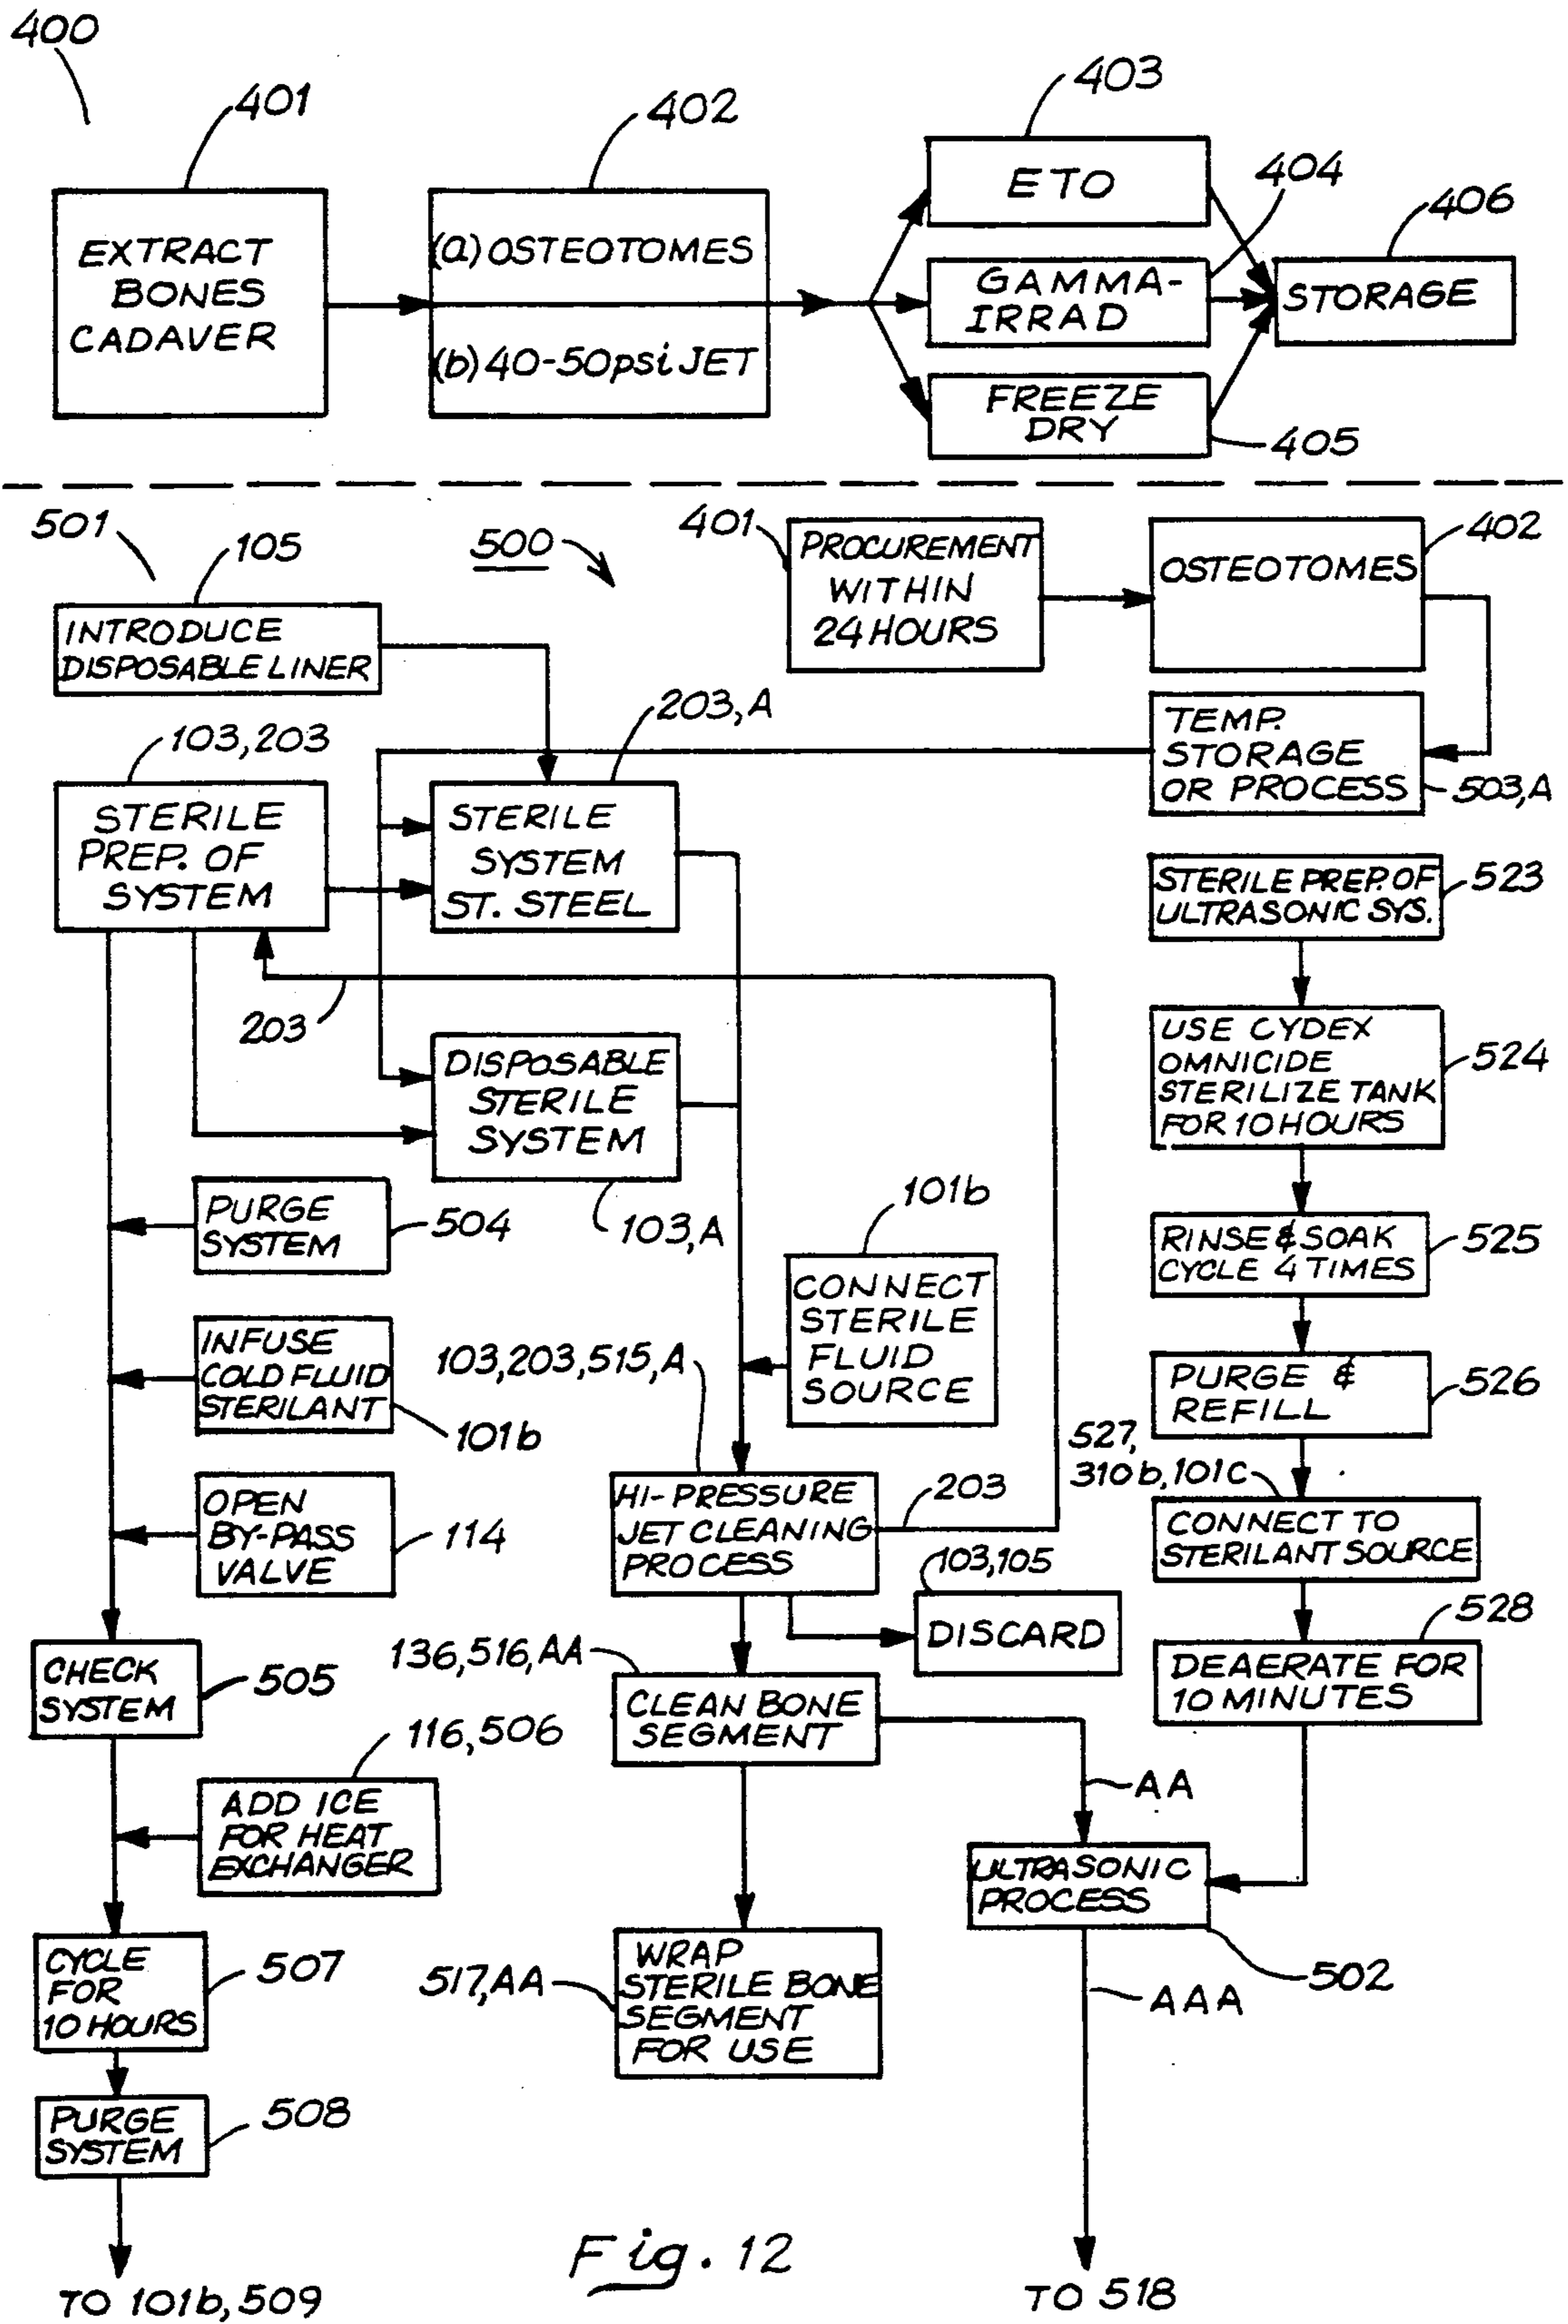 400
401
402
403
404
406
EXTRACT
BONES
CADAVER
(a) OSTEOTOMES
(b) 40-50psi JET
ETO
GAMMA-
IRRAD
FREEZE
DRY
405
STORAGE
501
105
500
401
402
INTRODUCE
DISPOSABLE LINER
PROCUREMENT
WITHIN
24 HOURS
OSTEOTOMES
103,203
203,A
TEMP.
STORAGE
OR PROCESS
503,A
STERILE
PREP. OF
SYSTEM
STERILE
SYSTEM
ST. STEEL
STERILE PREP. OF
ULTRASONIC SYS.
523
203
DISPOSABLE
STERILE
SYSTEM
103,A
USE CYDEX
OMNICIDE
STERILIZE TANK
FOR 10 HOURS
524
PURGE
SYSTEM
504
101b
CONNECT
STERILE
FLUID
SOURCE
RINSE & SOAK
CYCLE 4 TIMES
525
INFUSE
COLD FLUID
STERILANT
101b
103,203,515,A
PURGE &
REFILL
526
527,
310b,101c
OPEN
BY-PASS
VALVE
114
HI-PRESSURE
JET CLEANING
PROCESS
203
103,105
DISCARD
CONNECT TO
STERILANT SOURCE
528
DEAERATE FOR
10 MINUTES
CHECK
SYSTEM
505
136,516,AA
CLEAN BONE
SEGMENT
116,506
ADD ICE
FOR HEAT
EXCHANGER
AA
ULTRASONIC
PROCESS
502
CYCLE
FOR
10 HOURS
507
517,AA
WRAP
STERILE BONE
SEGMENT
FOR USE
AAA
PURGE
SYSTEM
508
TO 101b,509
Fig. 12
TO 518